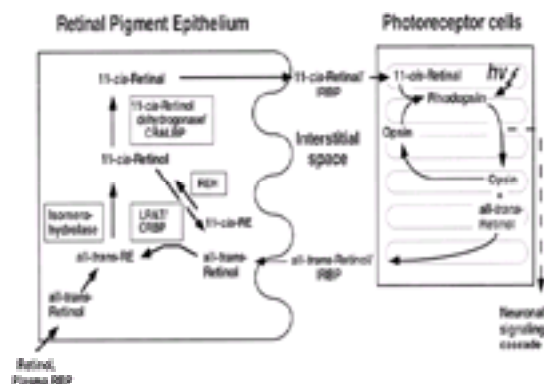 Retinal Pigment Epithelium
Photoreceptor cells
11-cis-Retinal
11-cis-Retinal/
IRBP
11-cis-Retinal
hν
Rhodopsin
11-cis-Retinol
dehydrogenase/
CRALBP
Opsin
Interstitial
space
11-cis-Retinol
REH
Opsin
+
all-trans-
Retinol
Isomero-
hydrolase
LRAT/
CRBP
11-cis-RE
all-trans-RE
all-trans-
Retinol
all-trans-Retinol/
IRBP
all-trans-
Retinol
Neuronal
signaling
cascade
Retinol,
Plasma RBP